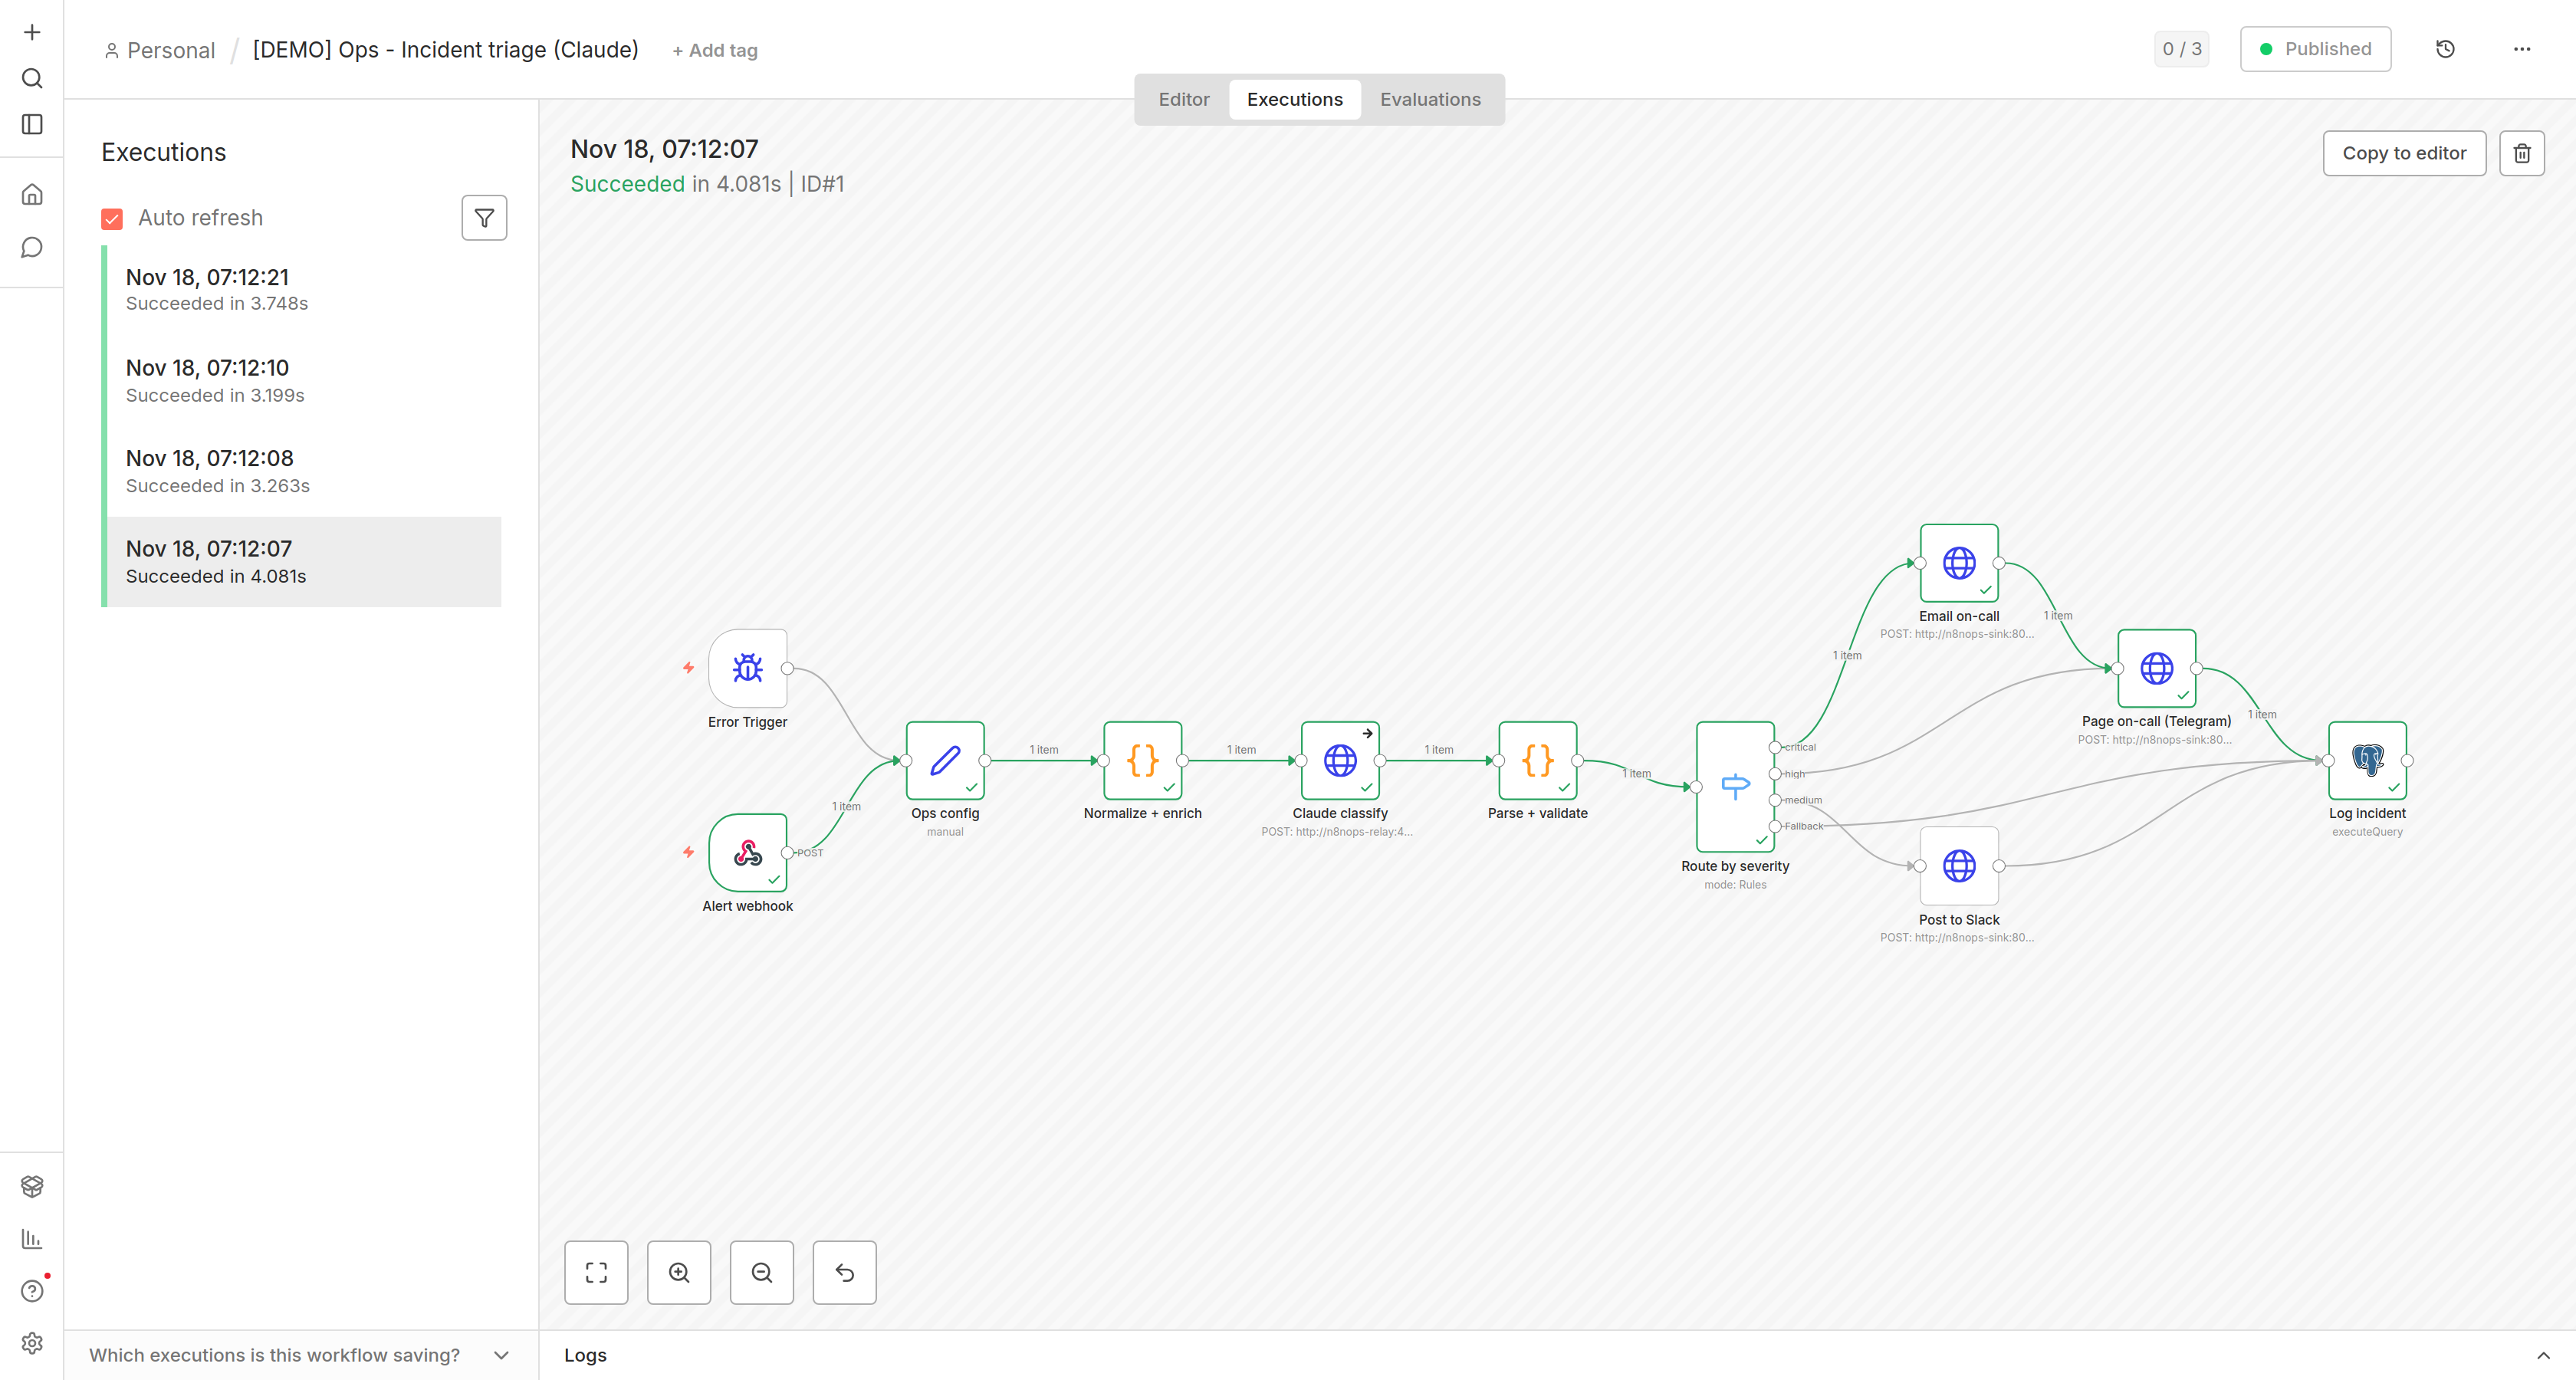 Personal / [DEMO] Ops - Incident triage (Claude) + Add tag
0 / 3
Published
Editor
Executions
Evaluations
Executions
Auto refresh
Nov 18, 07:12:21
Succeeded in 3.748s
Nov 18, 07:12:10
Succeeded in 3.199s
Nov 18, 07:12:08
Succeeded in 3.263s
Nov 18, 07:12:07
Succeeded in 4.081s
Nov 18, 07:12:07
Succeeded in 4.081s | ID#1
Copy to editor
Error Trigger
POST
Alert webhook
1 item
Ops config
manual
1 item
Normalize + enrich
1 item
Claude classify
POST: http://n8nops-relay:4...
1 item
Parse + validate
1 item
critical
high
medium
Fallback
Route by severity
mode: Rules
1 item
Email on-call
POST: http://n8nops-sink:80...
1 item
Page on-call (Telegram)
POST: http://n8nops-sink:80...
1 item
Post to Slack
POST: http://n8nops-sink:80...
Log incident
executeQuery
Which executions is this workflow saving?
Logs